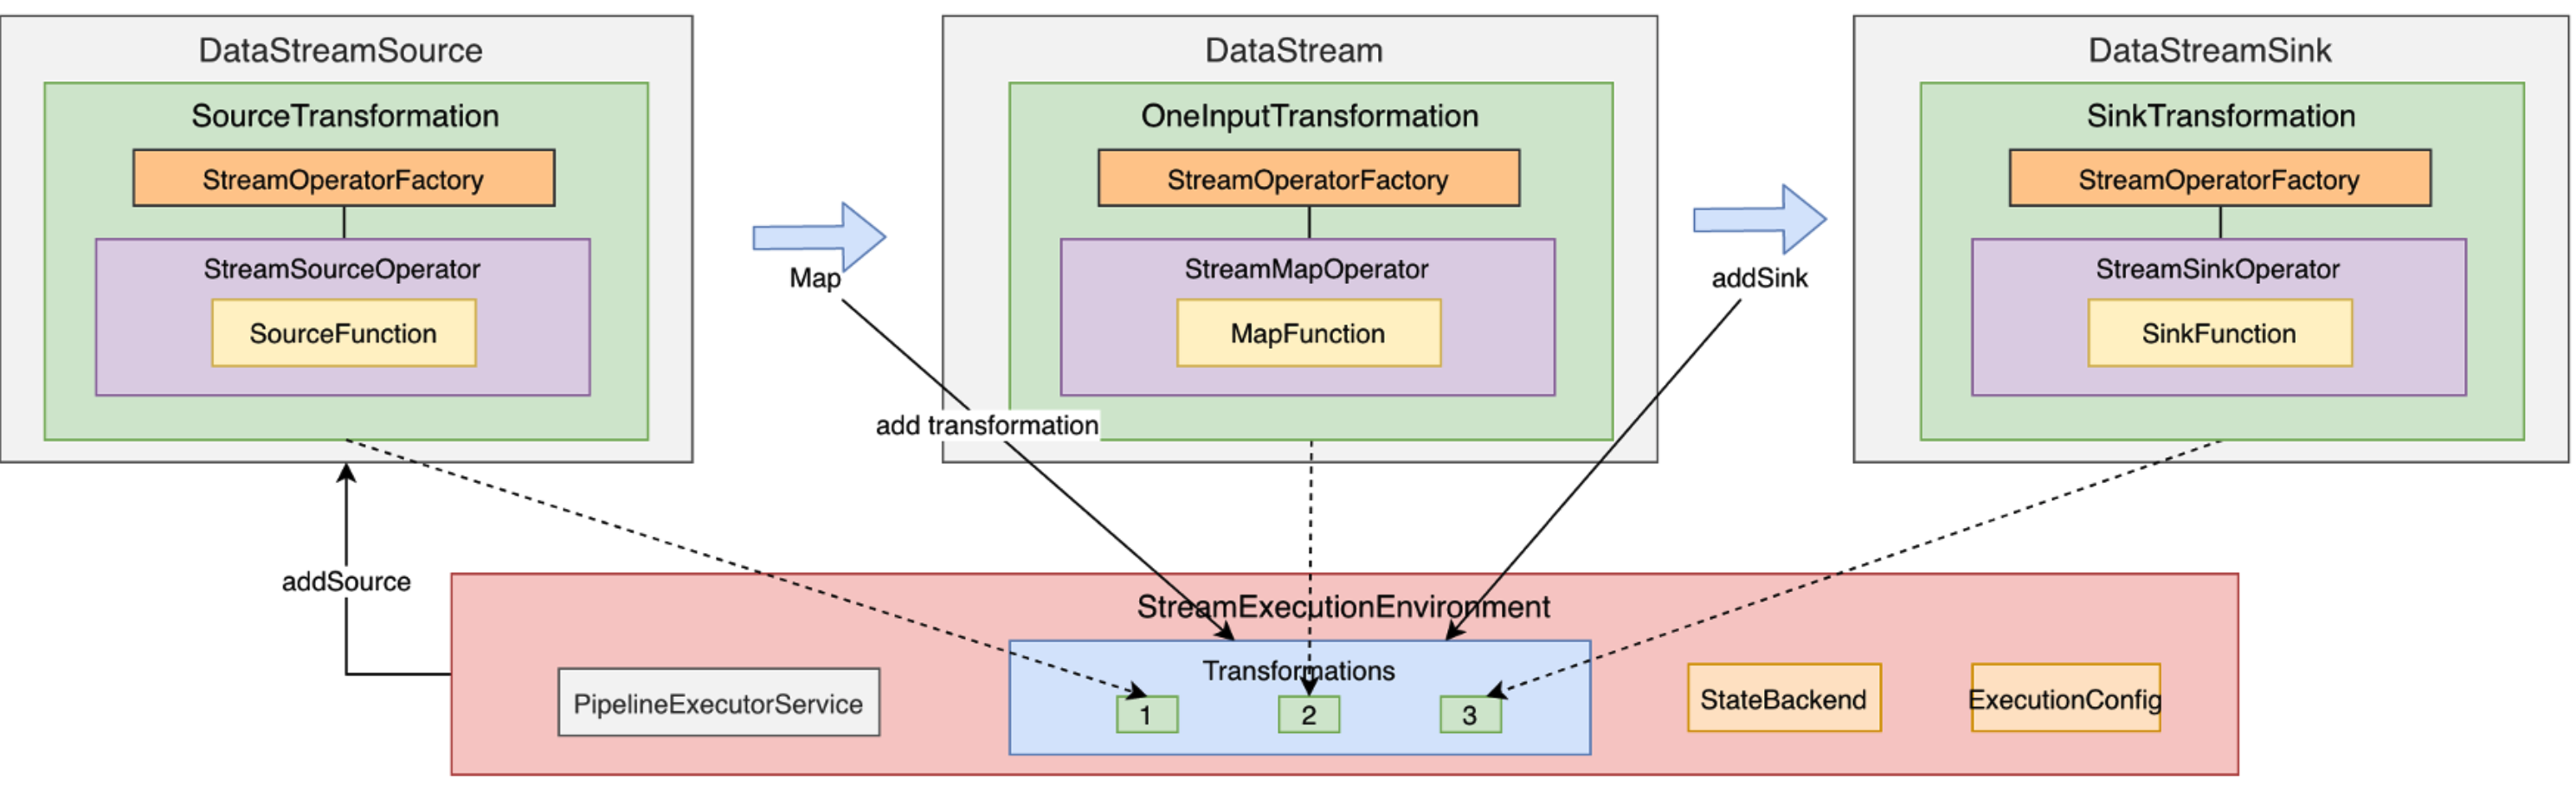 DataStreamSource
SourceTransformation
StreamOperatorFactory
StreamSourceOperator
SourceFunction
Map
DataStream
OneInputTransformation
StreamOperatorFactory
StreamMapOperator
MapFunction
addSink
DataStreamSink
SinkTransformation
StreamOperatorFactory
StreamSinkOperator
SinkFunction
add transformation
addSource
StreamExecutionEnvironment
PipelineExecutorService
Transformations
1
2
3
StateBackend
ExecutionConfig